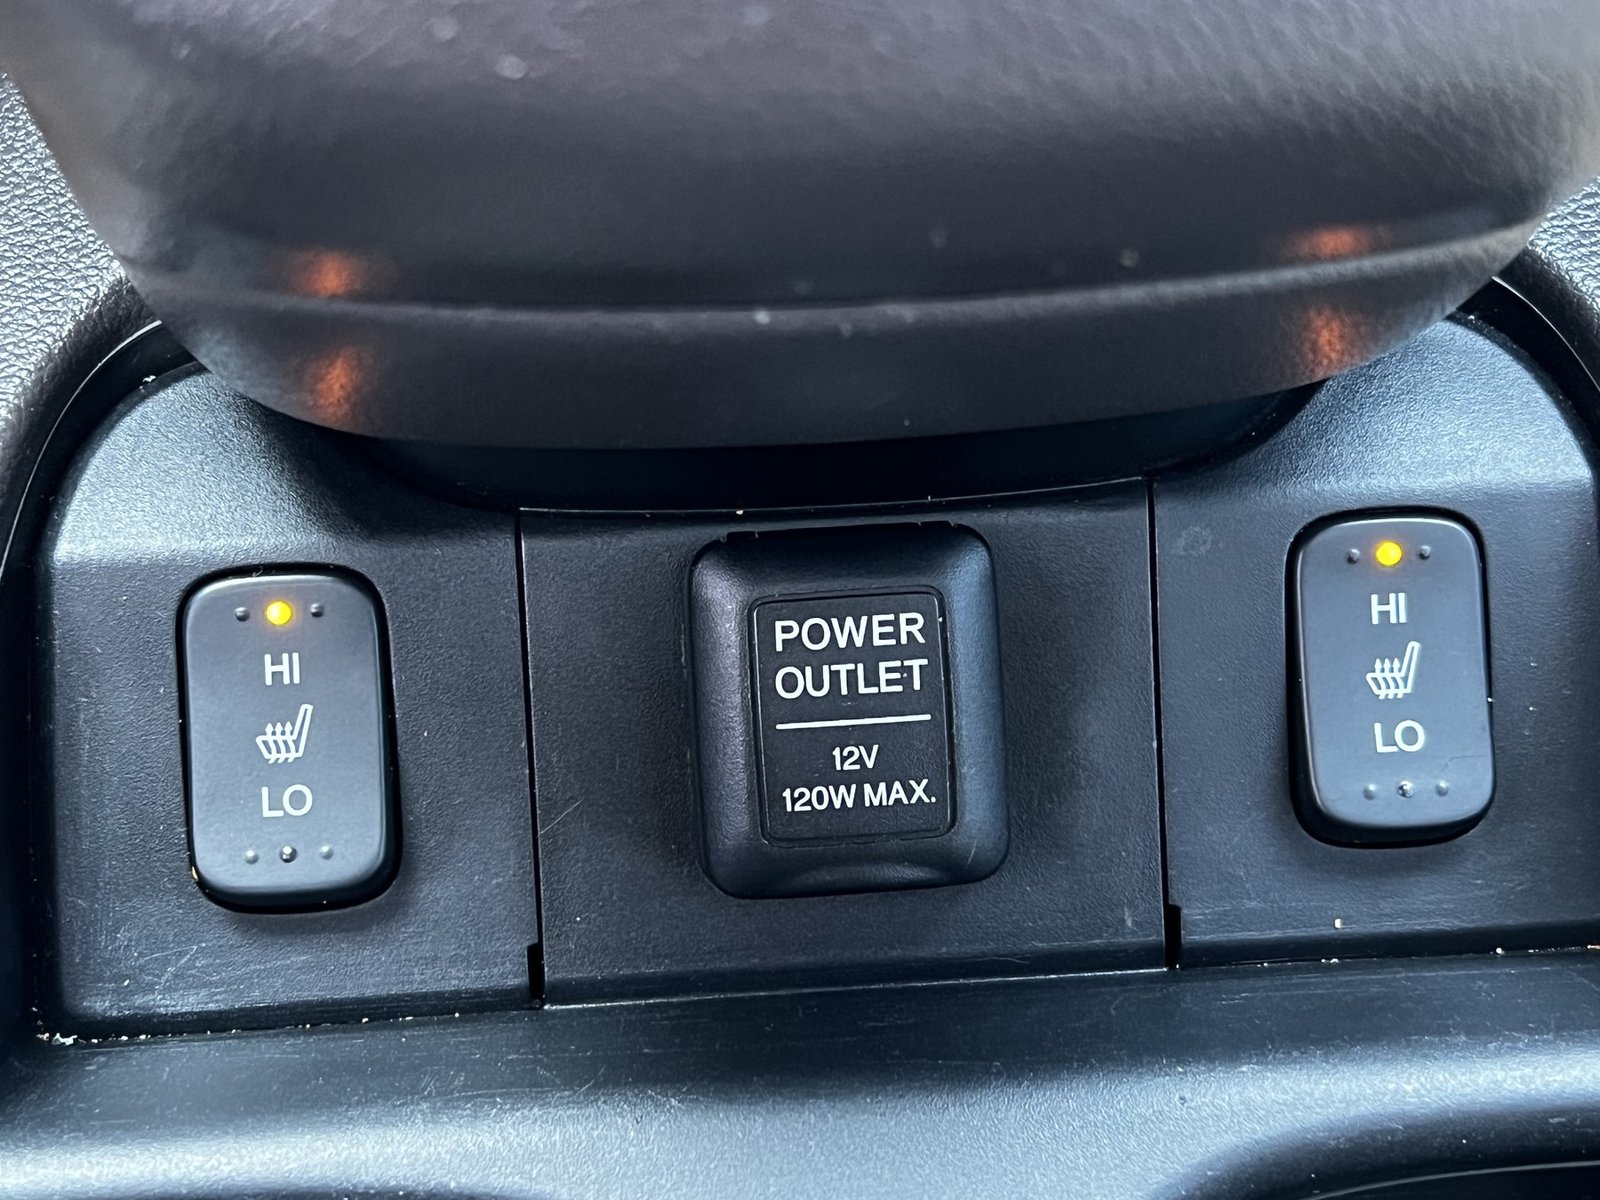 HI
LO
POWER
OUTLET
12V
120W MAX.
HI
LO